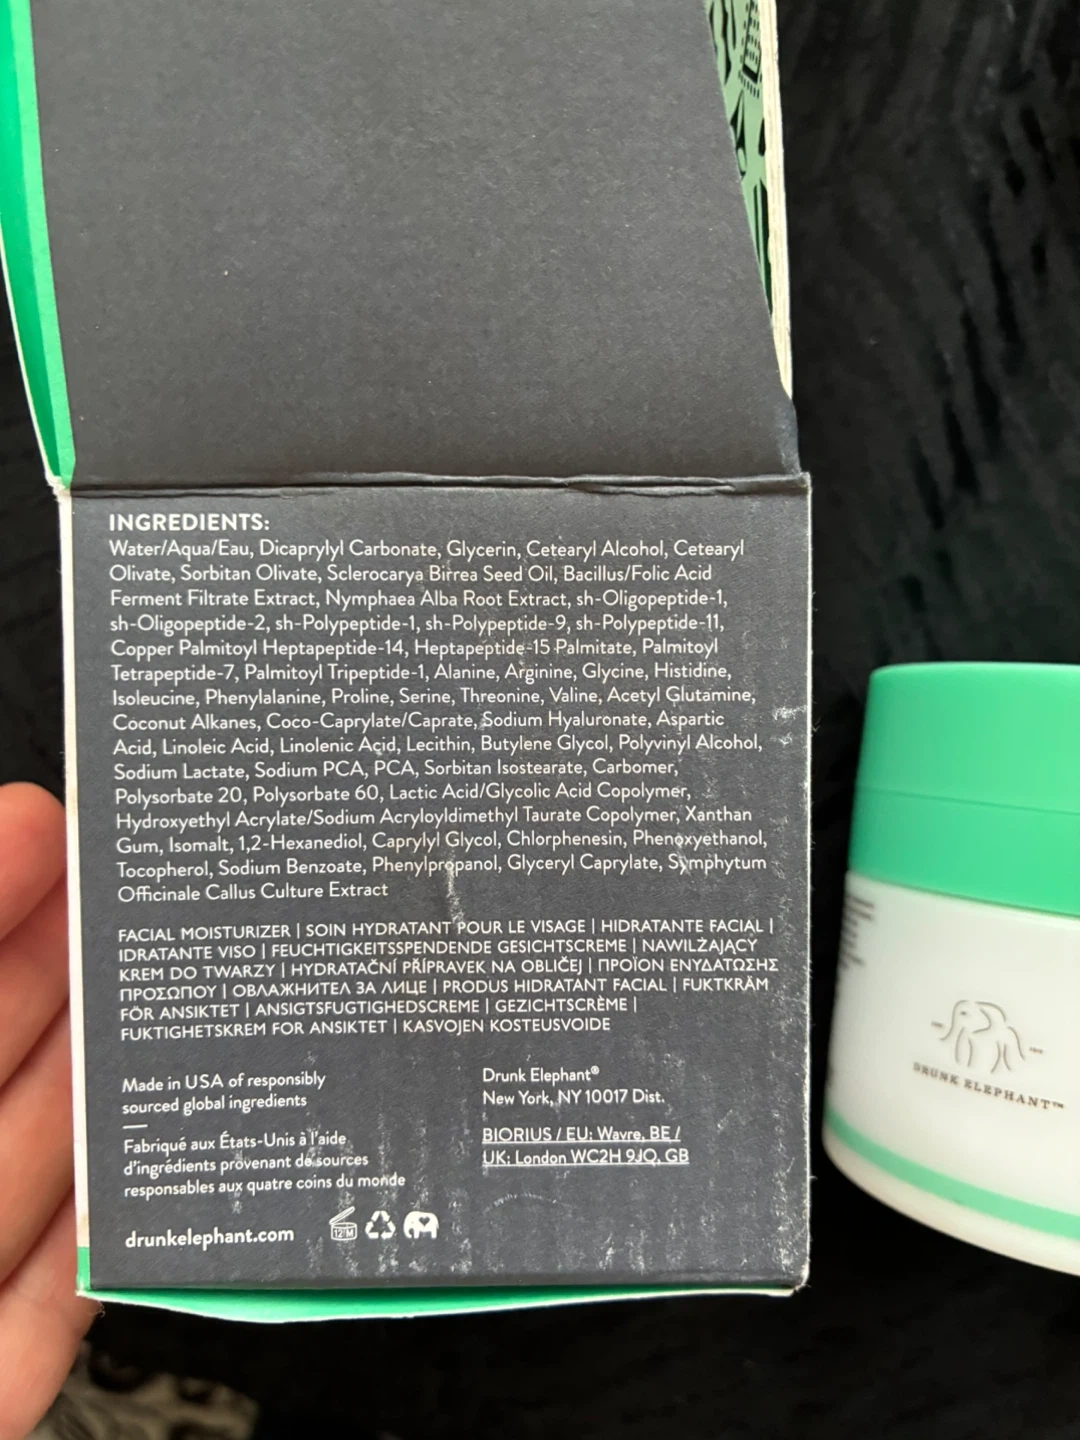 INGREDIENTS:
Water/Aqua/Eau, Dicaprylyl Carbonate, Glycerin, Cetearyl Alcohol, Cetearyl
Olivate, Sorbitan Olivate, Sclerocarya Birrea Seed Oil, Bacillus/Folic Acid
Ferment Filtrate Extract, Nymphaea Alba Root Extract, sh-Oligopeptide-1,
sh-Oligopeptide-2, sh-Polypeptide-1, sh-Polypeptide-9, sh-Polypeptide-11,
Copper Palmitoyl Heptapeptide-14, Heptapeptide-15 Palmitate, Palmitoyl
Tetrapeptide-7, Palmitoyl Tripeptide-1, Alanine, Arginine, Glycine, Histidine,
Isoleucine, Phenylalanine, Proline, Serine, Threonine, Valine, Acetyl Glutamine,
Coconut Alkanes, Coco-Caprylate/Caprate, Sodium Hyaluronate, Aspartic
Acid, Linoleic Acid, Linolenic Acid, Lecithin, Butylene Glycol, Polyvinyl Alcohol,
Sodium Lactate, Sodium PCA, PCA, Sorbitan Isostearate, Carbomer,
Polysorbate 20, Polysorbate 60, Lactic Acid/Glycolic Acid Copolymer,
Hydroxyethyl Acrylate/Sodium Acryloyldimethyl Taurate Copolymer, Xanthan
Gum, Isomalt, 1,2-Hexanediol, Caprylyl Glycol, Chlorphenesin, Phenoxyethanol,
Tocopherol, Sodium Benzoate, Phenylpropanol, Glyceryl Caprylate, Symphytum
Officinale Callus Culture Extract
FACIAL MOISTURIZER | SOIN HYDRATANT POUR LE VISAGE | HIDRATANTE FACIAL |
IDRATANTE VISO | FEUCHTIGKEITSSPENDENDE GESICHTSCREME | NAWILŻAJĄCY
KREM DO TWARZY | HYDRATAČNÍ PŘÍPRAVEK NA OBLIČEJ | ΠΡΟΪΟΝ ΕΝΥΔΑΤΩΣΗΣ
ΠΡΟΣΩΠΟΥ | ОВЛАЖНИТЕЛ ЗА ЛИЦЕ | PRODUS HIDRATANT FACIAL | FUKTKRÄM
FÖR ANSIKTET | ANSIGTSFUGTIGHEDSCREME | GEZICHTSCRÈME |
FUKTIGHETSKREM FOR ANSIKTET | KASVOJEN KOSTEUSVOIDE
Made in USA of responsibly
sourced global ingredients
Fabriqué aux États-Unis à l'aide
d'ingrédients provenant de sources
responsables aux quatre coins du monde
drunkelephant.com
12M
Drunk Elephant®
New York, NY 10017 Dist.
BIORIUS / EU: Wavre, BE /
UK: London WC2H 9JQ, GB
DRUNK ELEPHANT™